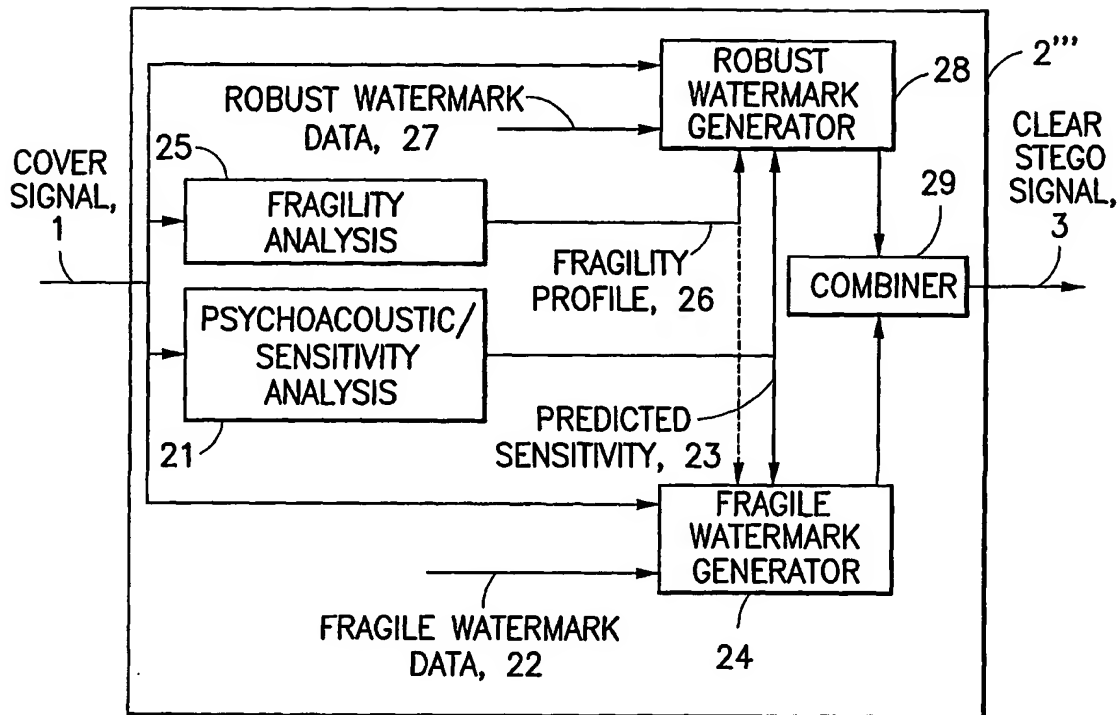 ROBUST
WATERMARK
GENERATOR
28
2'''
ROBUST WATERMARK
DATA, 27
CLEAR
STEGO
SIGNAL,
3
COVER
SIGNAL,
1
25
FRAGILITY
ANALYSIS
29
FRAGILITY
PROFILE, 26
COMBINER
PSYCHOACOUSTIC/
SENSITIVITY
ANALYSIS
21
PREDICTED
SENSITIVITY, 23
FRAGILE
WATERMARK
GENERATOR
24
FRAGILE WATERMARK
DATA, 22